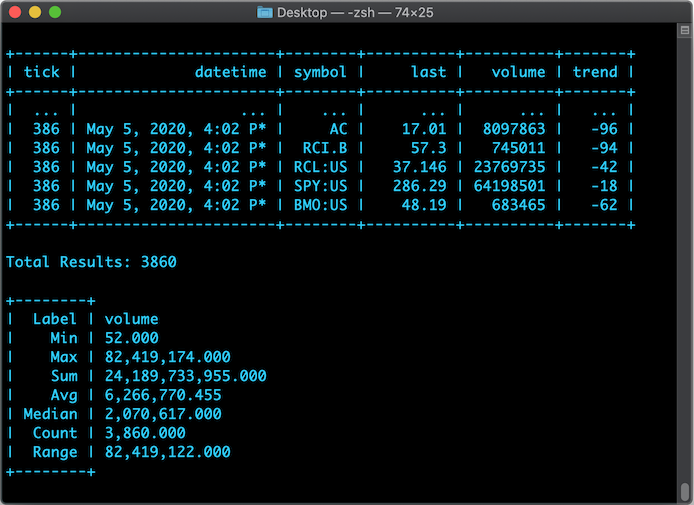 Desktop — -zsh — 74×25
+------+----------------------+--------+---------+----------+-------+
| tick |             datetime | symbol |    last |   volume | trend |
+------+----------------------+--------+---------+----------+-------+
|  ... |                  ... |    ... |     ... |      ... |   ... |
|  386 | May 5, 2020, 4:02 P* |     AC |   17.01 |  8097863 |   -96 |
|  386 | May 5, 2020, 4:02 P* |  RCI.B |    57.3 |   745011 |   -94 |
|  386 | May 5, 2020, 4:02 P* | RCL:US |  37.146 | 23769735 |   -42 |
|  386 | May 5, 2020, 4:02 P* | SPY:US |  286.29 | 64198501 |   -18 |
|  386 | May 5, 2020, 4:02 P* | BMO:US |   48.19 |   683465 |   -62 |
+------+----------------------+--------+---------+----------+-------+
Total Results: 3860
+--------+
|  Label | volume
|    Min | 52.000
|    Max | 82,419,174.000
|    Sum | 24,189,733,955.000
|    Avg | 6,266,770.455
| Median | 2,070,617.000
|  Count | 3,860.000
|  Range | 82,419,122.000
+--------+